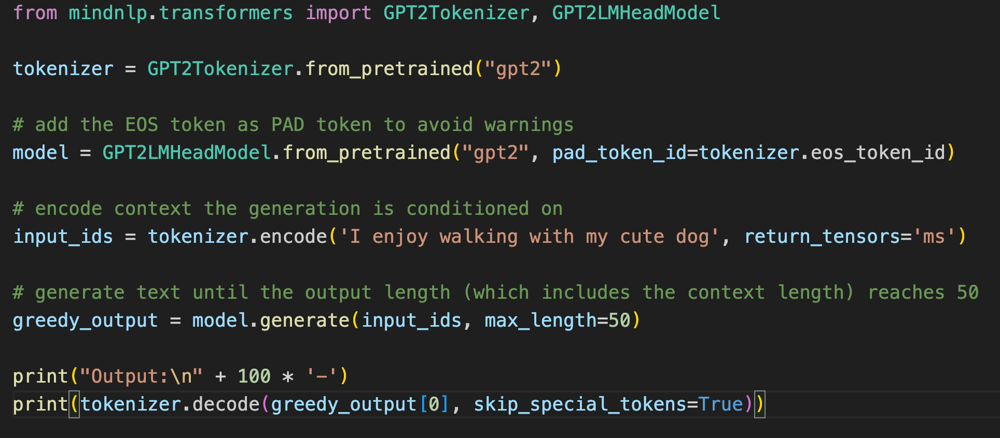 from mindnlp.transformers import GPT2Tokenizer, GPT2LMHeadModel
tokenizer = GPT2Tokenizer.from_pretrained("gpt2")
# add the EOS token as PAD token to avoid warnings
model = GPT2LMHeadModel.from_pretrained("gpt2", pad_token_id=tokenizer.eos_token_id)
# encode context the generation is conditioned on
input_ids = tokenizer.encode('I enjoy walking with my cute dog', return_tensors='ms')
# generate text until the output length (which includes the context length) reaches 50
greedy_output = model.generate(input_ids, max_length=50)
print("Output:\n" + 100 * '-')
print(tokenizer.decode(greedy_output[0], skip_special_tokens=True))